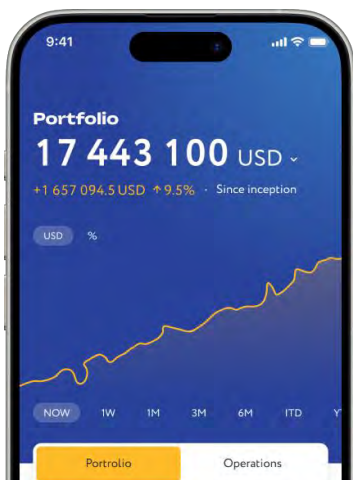 9:41
Portfolio
17 443 100 USD
+1 657 094.5 USD ↑ 9.5% · Since inception
USD %
NOW 1W 1M 3M 6M ITD Y
Portrolio Operations